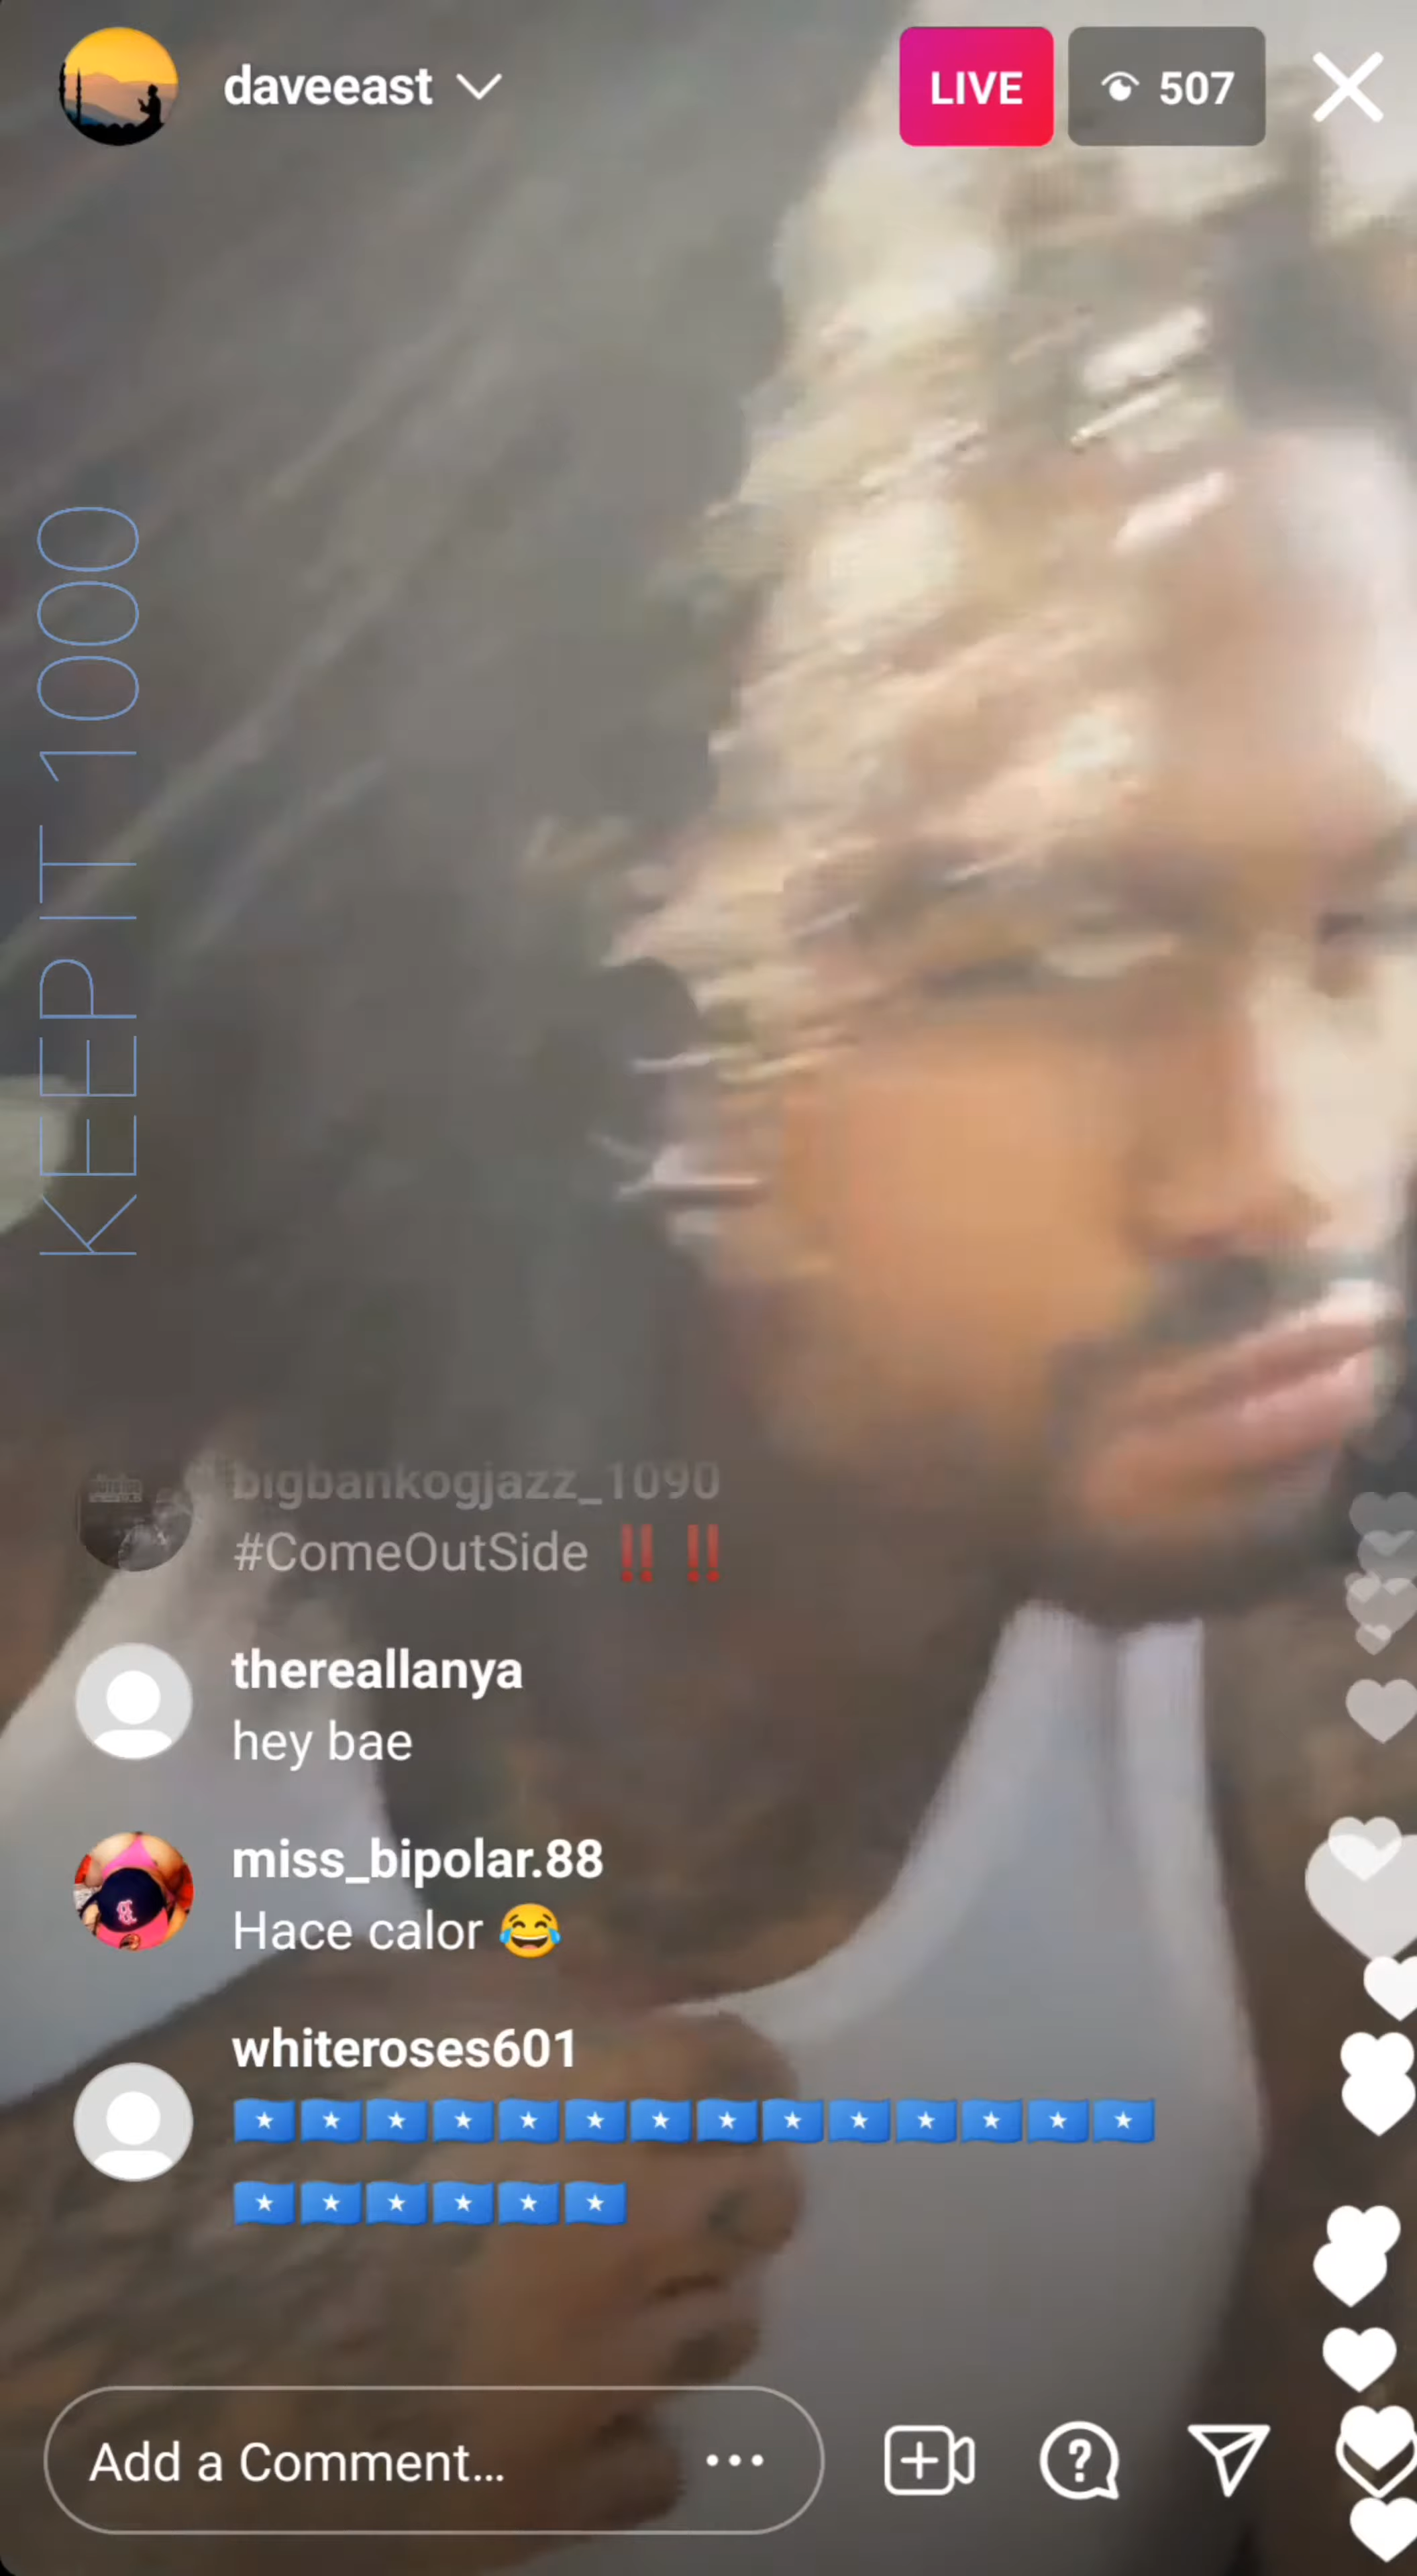 daveeast
LIVE
507
KEEP IT 1000
bigbankogjazz_1090
#ComeOutSide ‼️ ‼️
thereallanya
hey bae
miss_bipolar.88
Hace calor 😂
whiteroses601
Add a Comment...